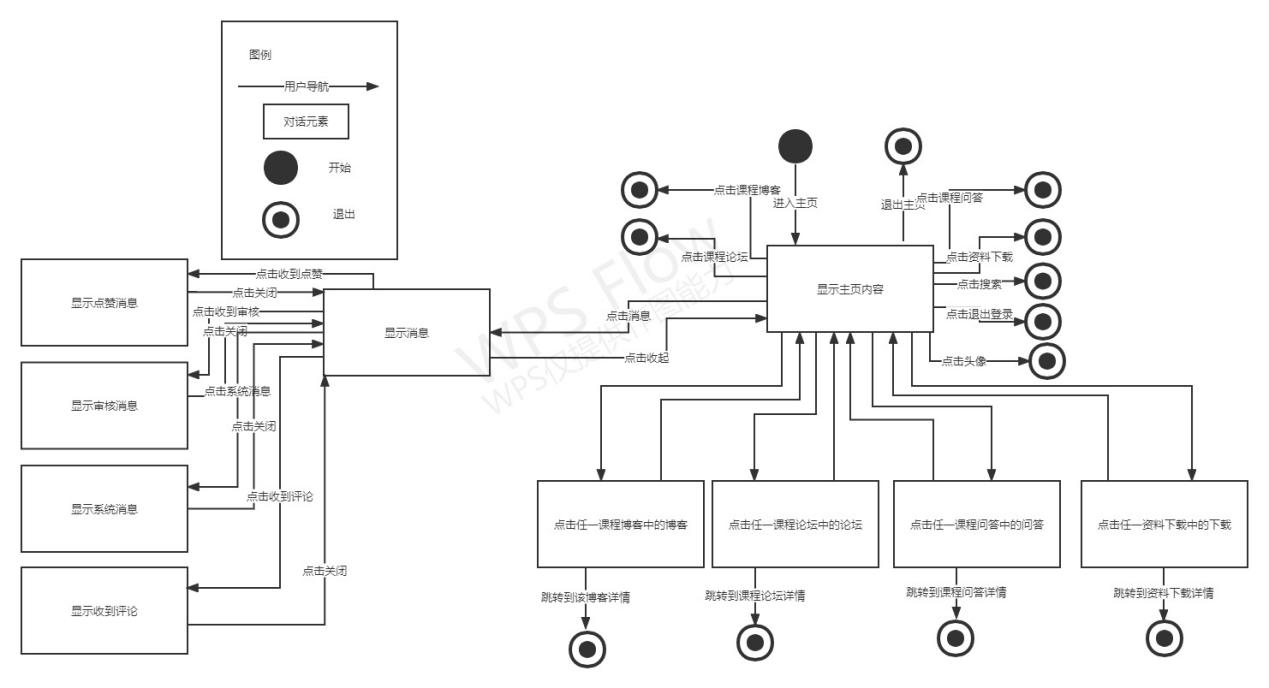 图例
用户导航
对话元素
开始
退出
点击课程博客
进入主页
退出主页
点击课程问答
点击课程论坛
点击资料下载
点击搜索
点击退出登录
点击头像
显示主页内容
点击消息
点击收起
显示消息
点击收到点赞
点击关闭
点击收到审核
点击关闭
点击系统消息
点击关闭
点击收到评论
点击关闭
显示点赞消息
显示审核消息
显示系统消息
显示收到评论
点击任一课程博客中的博客
点击任一课程论坛中的论坛
点击任一课程问答中的问答
点击任一资料下载中的下载
跳转到该博客详情
跳转到课程论坛详情
跳转到课程问答详情
跳转到资料下载详情
WPS Flow
WPS仅提供作图能力